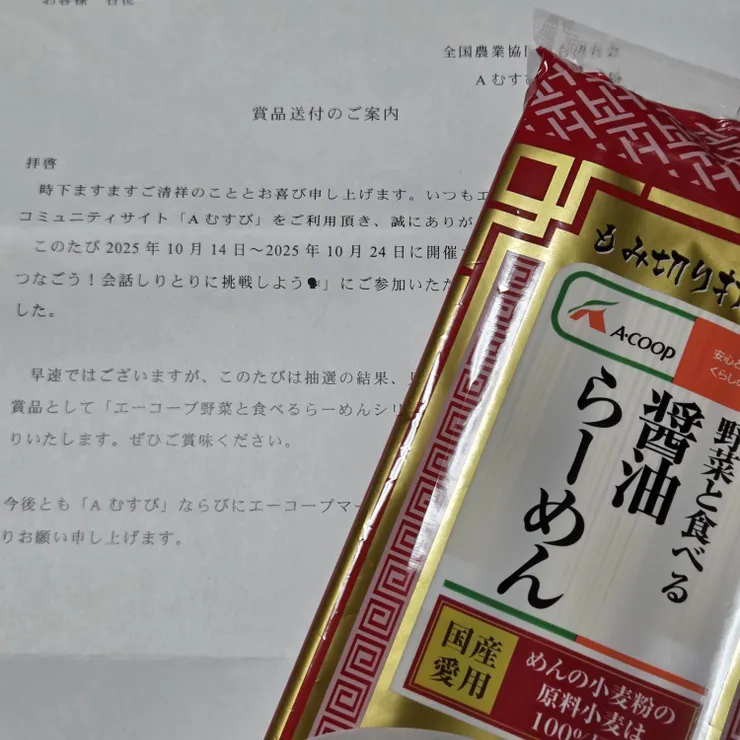 お客様 各位
全国農業協同
A むすび
賞品送付のご案内
拝啓
時下ますますご清祥のこととお喜び申し上げます。いつもエ
コミュニティサイト「A むすび」をご利用頂き、誠にありが
このたび 2025 年 10 月 14 日～2025 年 10 月 24 日に開催
つなごう！会話しりとりに挑戦しよう🗣」にご参加いただ
した。
早速ではございますが、このたびは抽選の結果、
賞品として「エーコープ野菜と食べるらーめんシリ
りいたします。ぜひご賞味ください。
今後とも「A むすび」ならびにエーコープマー
りお願い申し上げます。
もみ切り打
A·COOP
安心と
くらしい
野菜と食べる
醤油
らーめん
国産
愛用
めんの小麦粉の
原料小麦は
100%